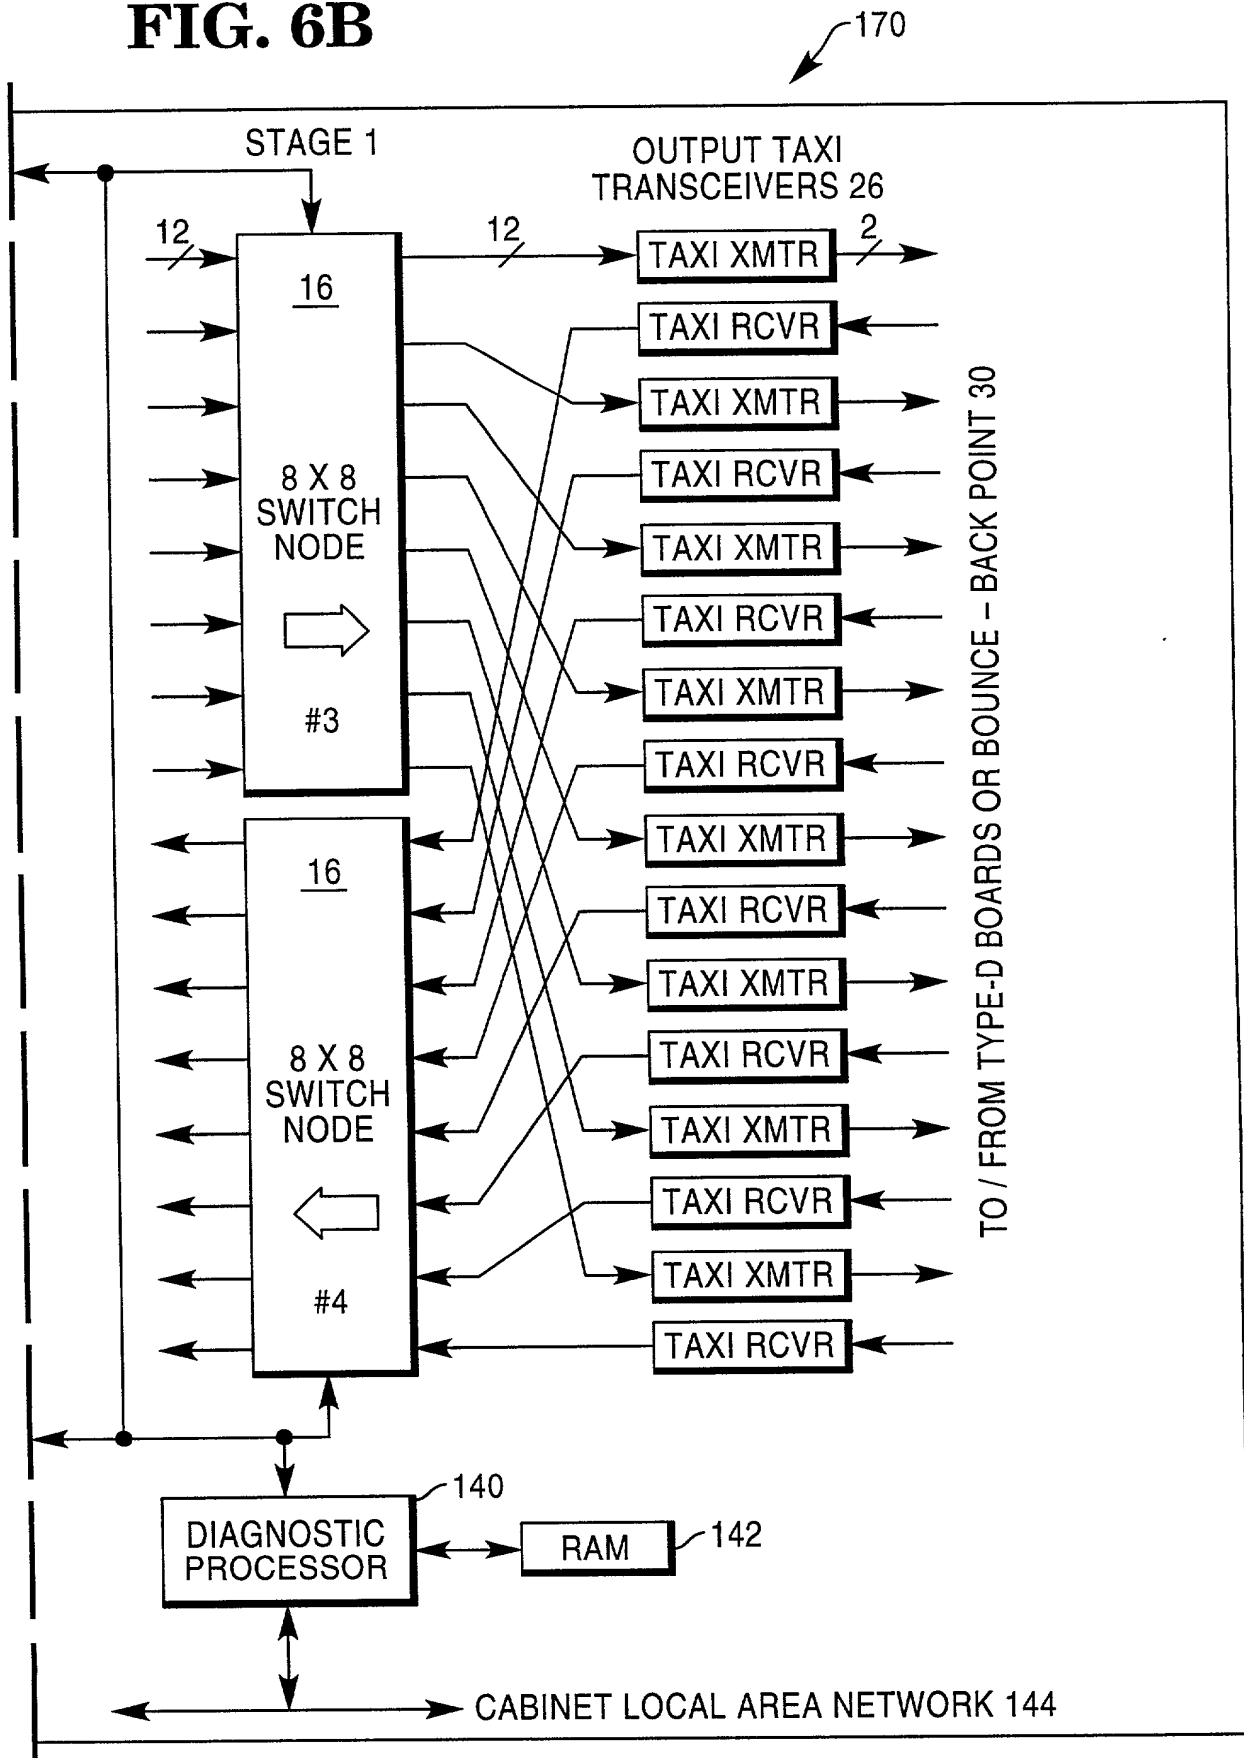 FIG. 6B
170
STAGE 1
OUTPUT TAXI
TRANSCEIVERS 26
12
12
2
16
8 X 8
SWITCH
NODE
#3
TAXI XMTR
TAXI RCVR
TAXI XMTR
TAXI RCVR
TAXI XMTR
TAXI RCVR
TAXI XMTR
TAXI RCVR
TAXI XMTR
TAXI RCVR
TAXI XMTR
TAXI RCVR
TAXI XMTR
TAXI RCVR
TAXI XMTR
TAXI RCVR
TO / FROM TYPE-D BOARDS OR BOUNCE – BACK POINT 30
16
8 X 8
SWITCH
NODE
#4
140
DIAGNOSTIC
PROCESSOR
RAM
142
CABINET LOCAL AREA NETWORK 144